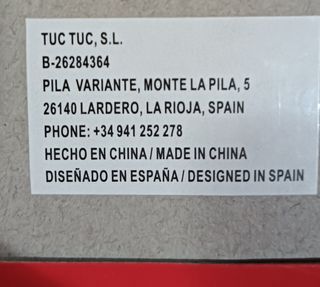 TUC TUC, S.L.
B-26284364
PILA VARIANTE, MONTE LA PILA, 5
26140 LARDERO, LA RIOJA, SPAIN
PHONE: +34 941 252 278
HECHO EN CHINA / MADE IN CHINA
DISEÑADO EN ESPAÑA / DESIGNED IN SPAIN